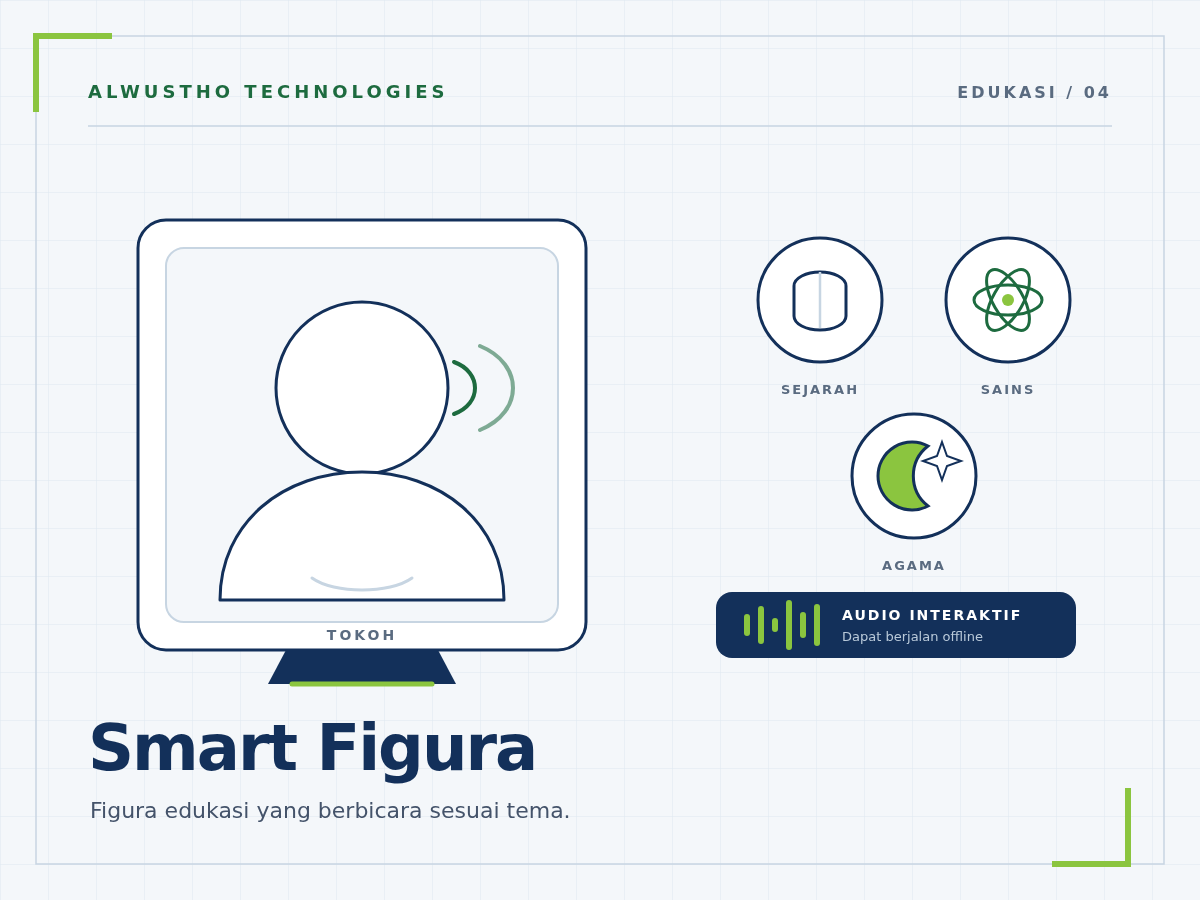 ALWUSTHO TECHNOLOGIES
EDUKASI / 04
TOKOH
SEJARAH
SAINS
AGAMA
AUDIO INTERAKTIF
Dapat berjalan offline
Smart Figura
Figura edukasi yang berbicara sesuai tema.